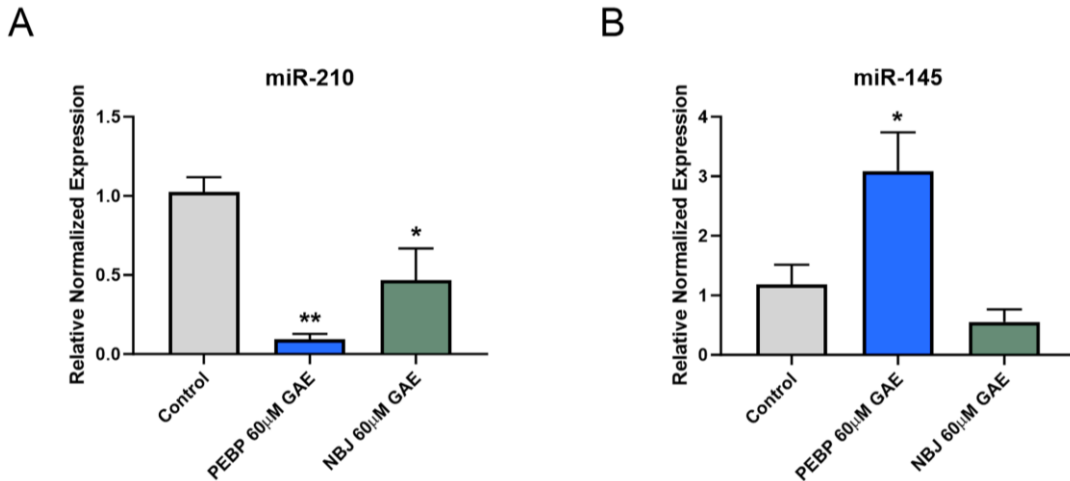 A
miR-210
Relative Normalized Expression
1.5
1.0
0.5
0.0
**
*
Control
PEBP 60μM GAE
NBJ 60μM GAE
B
miR-145
Relative Normalized Expression
4
3
2
1
0
*
Control
PEBP 60μM GAE
NBJ 60μM GAE